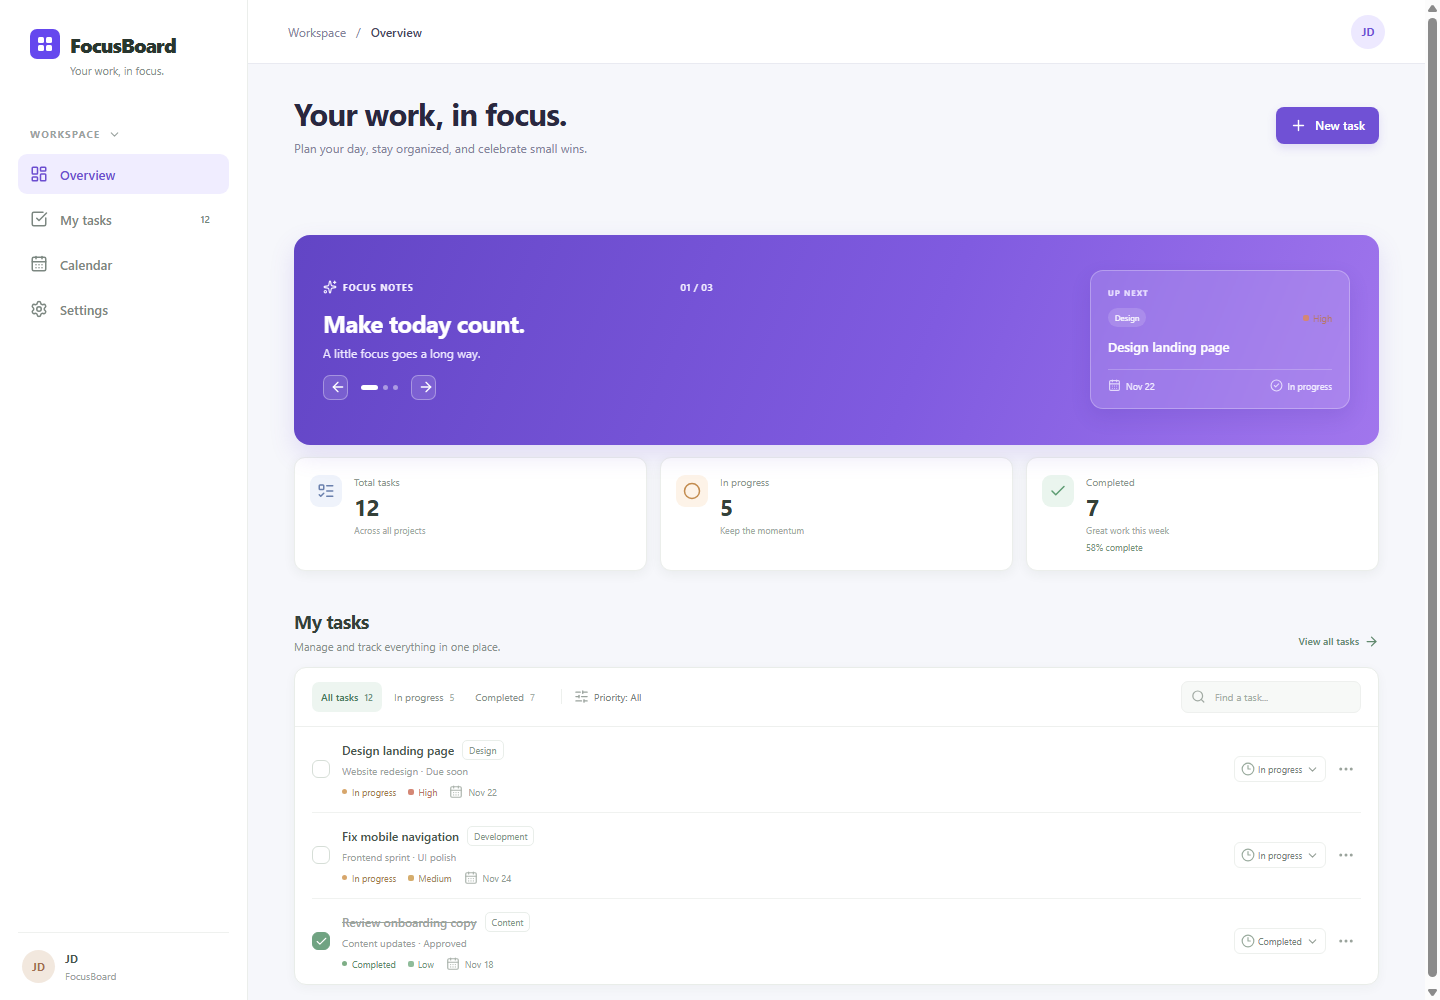 FocusBoard
Your work, in focus.
WORKSPACE
Overview
My tasks 12
Calendar
Settings
JD
JD
FocusBoard
Workspace / Overview
JD
Your work, in focus.
Plan your day, stay organized, and celebrate small wins.
New task
FOCUS NOTES
01 / 03
Make today count.
A little focus goes a long way.
UP NEXT
Design
High
Design landing page
Nov 22
In progress
Total tasks
12
Across all projects
In progress
5
Keep the momentum
Completed
7
Great work this week
58% complete
My tasks
Manage and track everything in one place.
View all tasks
All tasks 12
In progress 5
Completed 7
Priority: All
Find a task...
Design landing page Design
Website redesign · Due soon
In progress High Nov 22
In progress
Fix mobile navigation Development
Frontend sprint · UI polish
In progress Medium Nov 24
In progress
Review onboarding copy Content
Content updates · Approved
Completed Low Nov 18
Completed